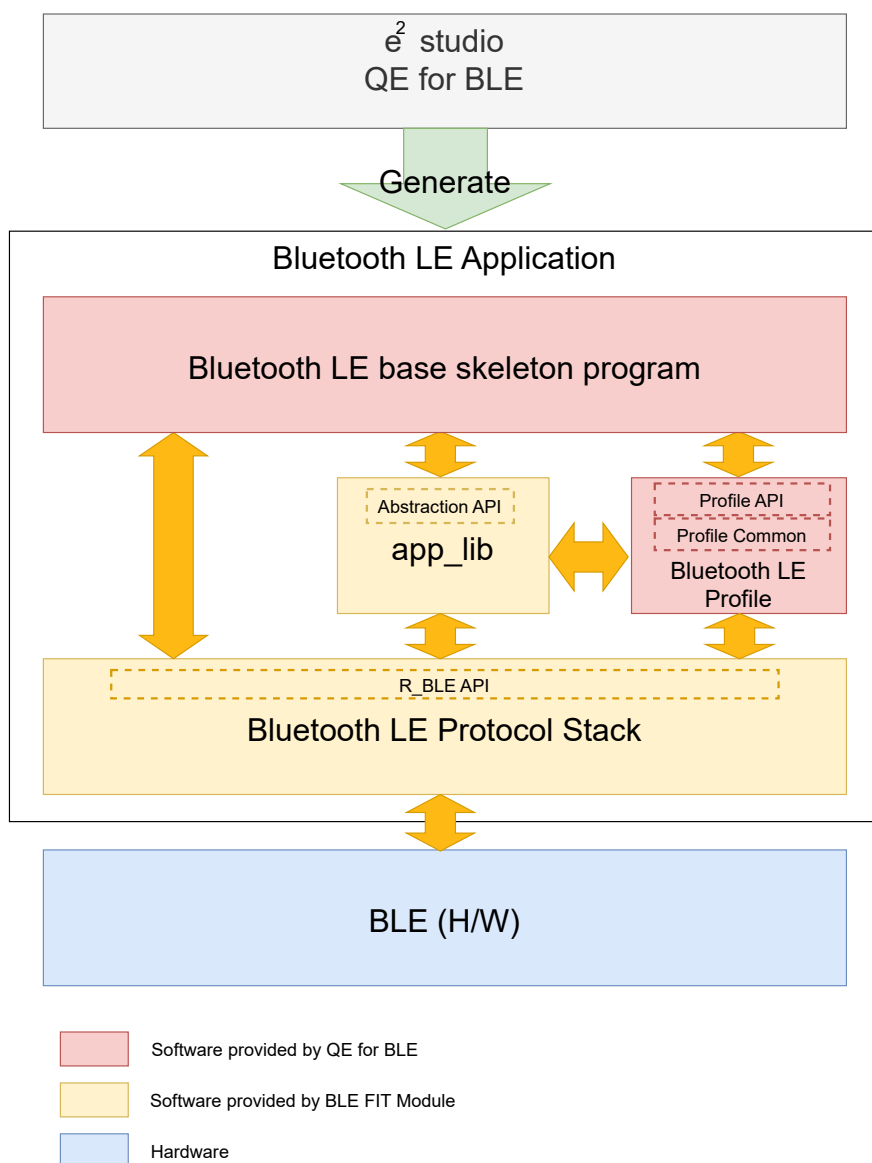 e² studio
QE for BLE
Generate
Bluetooth LE Application
Bluetooth LE base skeleton program
Abstraction API
app_lib
Profile API
Profile Common
Bluetooth LE
Profile
R_BLE API
Bluetooth LE Protocol Stack
BLE (H/W)
Software provided by QE for BLE
Software provided by BLE FIT Module
Hardware